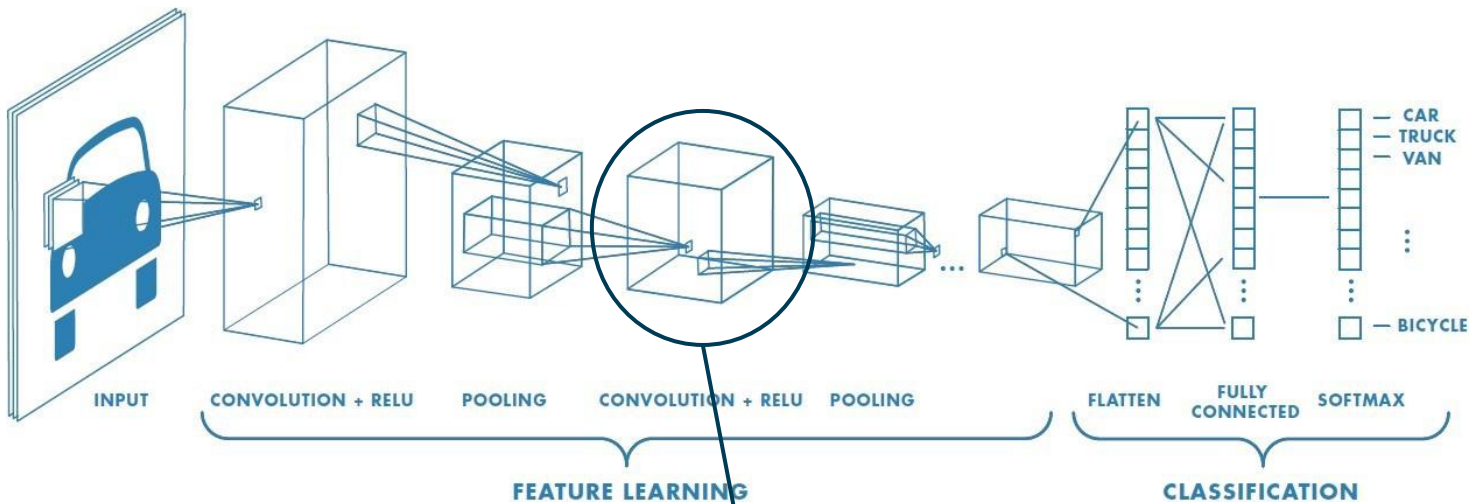 CAR
TRUCK
VAN
BICYCLE
INPUT
CONVOLUTION + RELU
POOLING
CONVOLUTION + RELU
POOLING
FLATTEN
FULLY
CONNECTED
SOFTMAX
FEATURE LEARNING
CLASSIFICATION